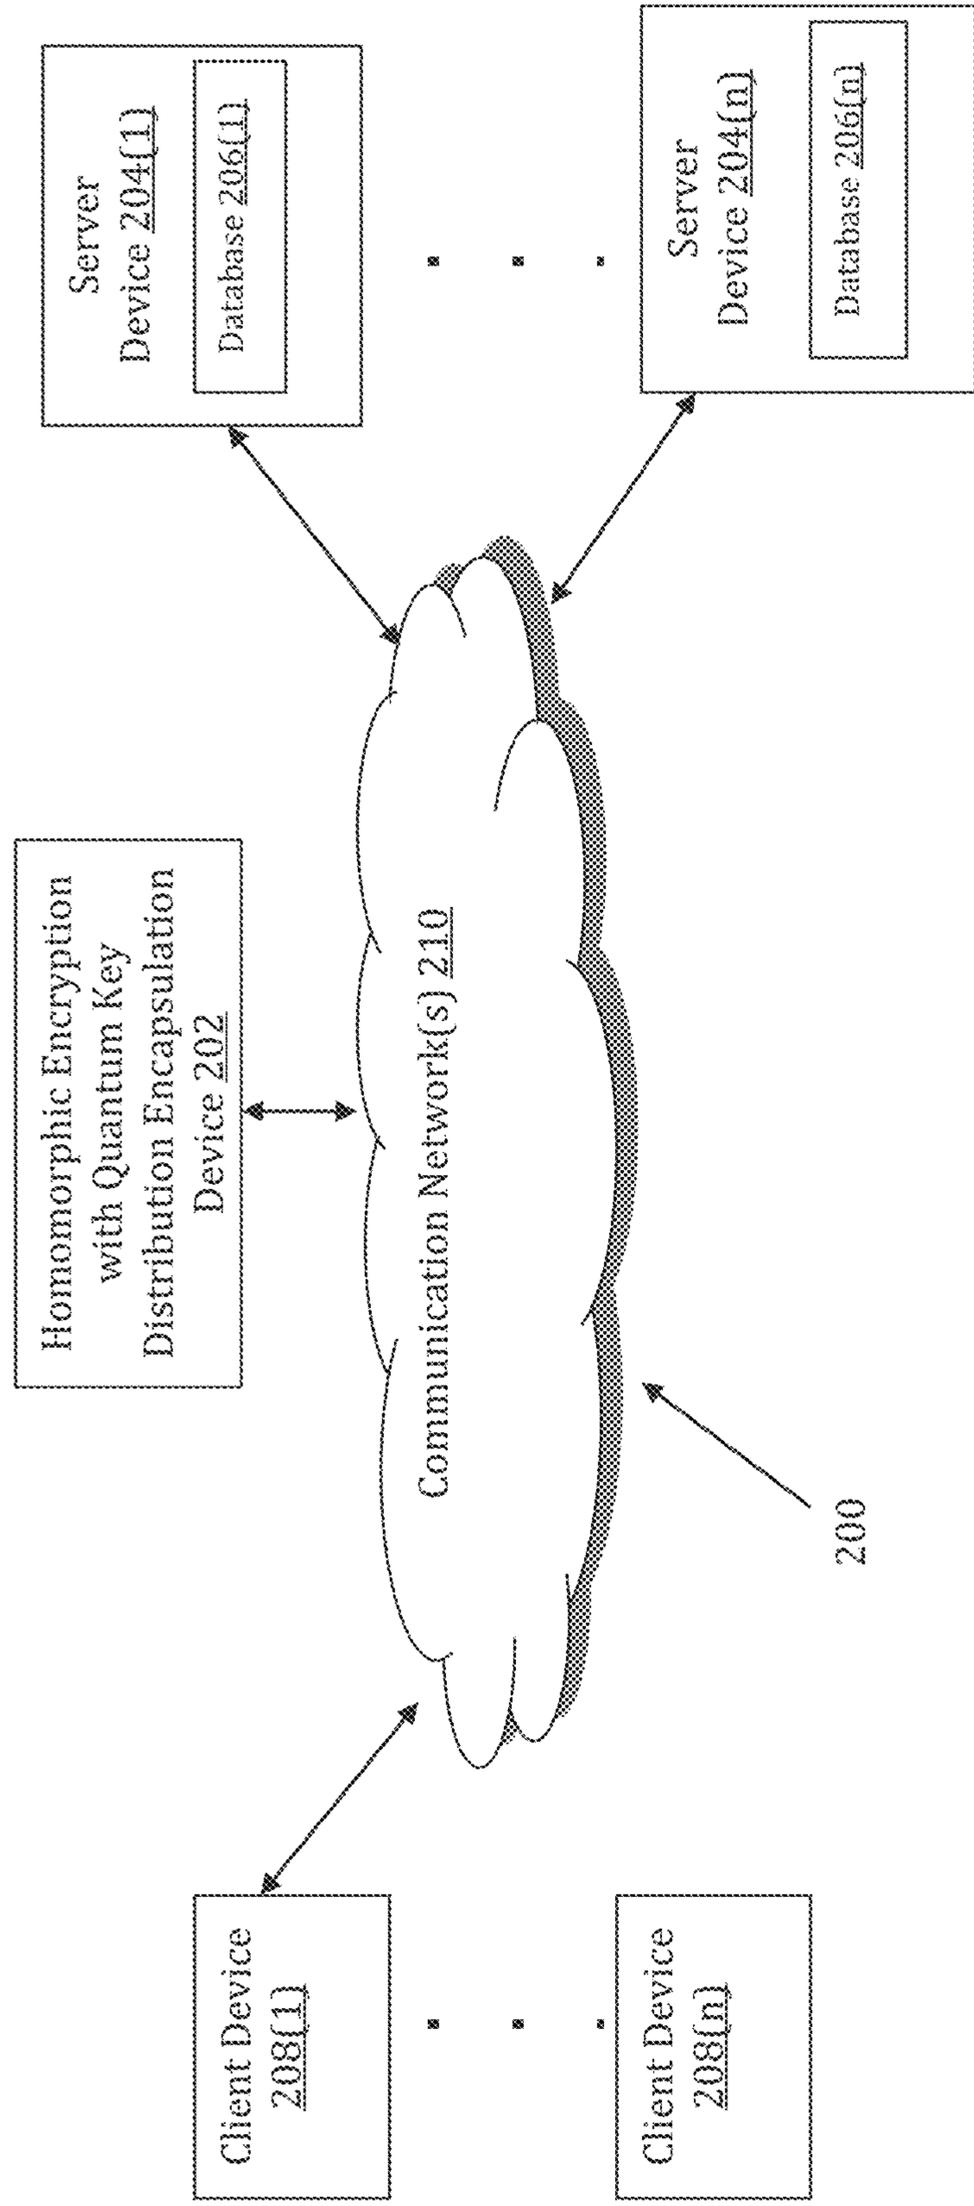 Homomorphic Encryption
with Quantum Key
Distribution Encapsulation
Device 202
Client Device
208(1)
Client Device
208(n)
Communication Network(s) 210
200
Server
Device 204(1)
Database 206(1)
Server
Device 204(n)
Database 206(n)